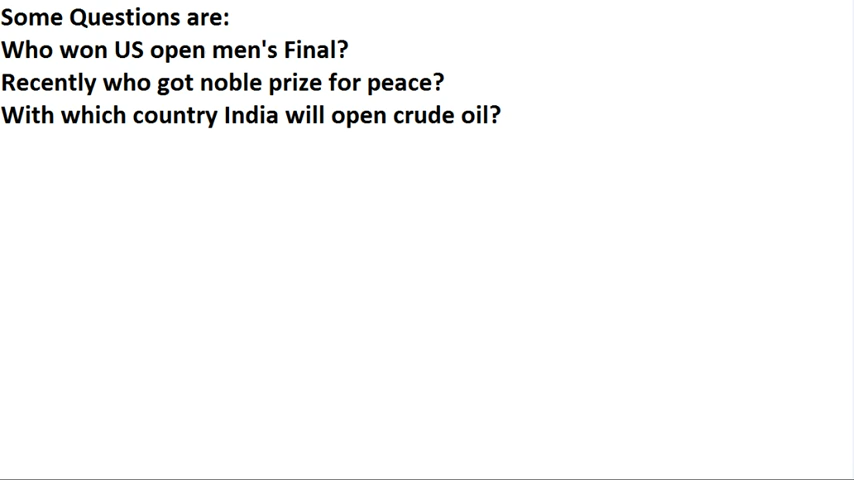 Some Questions are:
Who won US open men's Final?
Recently who got noble prize for peace?
With which country India will open crude oil?